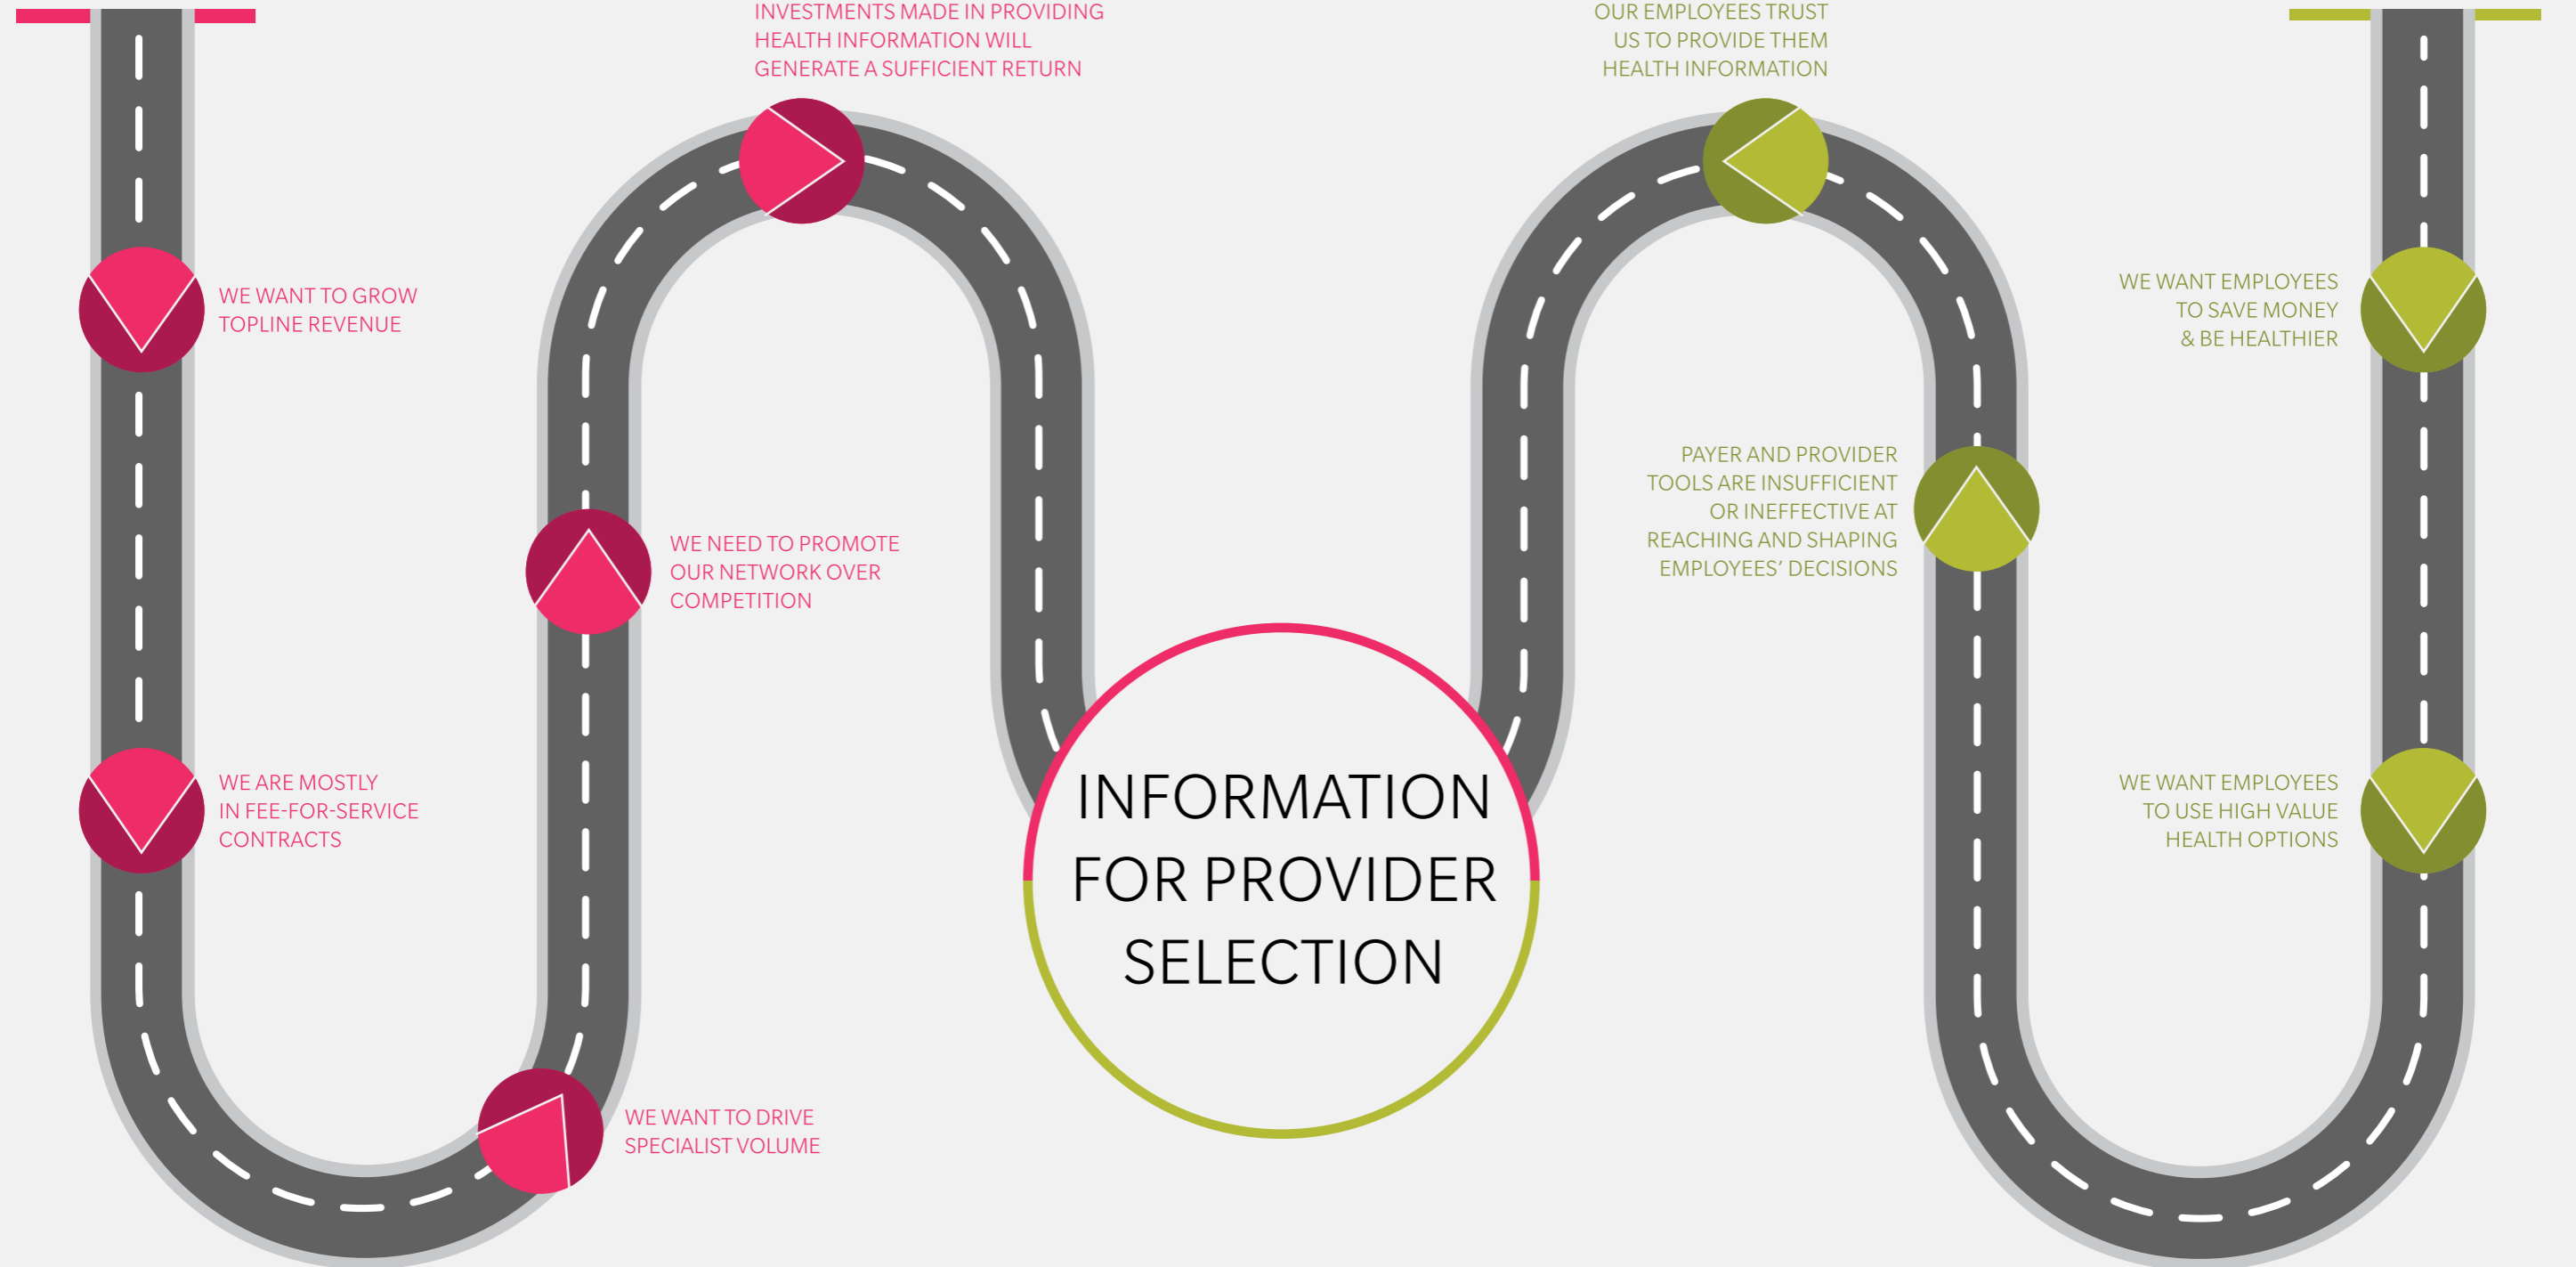 INVESTMENTS MADE IN PROVIDING
HEALTH INFORMATION WILL
GENERATE A SUFFICIENT RETURN
OUR EMPLOYEES TRUST
US TO PROVIDE THEM
HEALTH INFORMATION
WE WANT TO GROW
TOPLINE REVENUE
WE WANT EMPLOYEES
TO SAVE MONEY
& BE HEALTHIER
WE NEED TO PROMOTE
OUR NETWORK OVER
COMPETITION
PAYER AND PROVIDER
TOOLS ARE INSUFFICIENT
OR INEFFECTIVE AT
REACHING AND SHAPING
EMPLOYEES’ DECISIONS
WE ARE MOSTLY
IN FEE-FOR-SERVICE
CONTRACTS
INFORMATION
FOR PROVIDER
SELECTION
WE WANT EMPLOYEES
TO USE HIGH VALUE
HEALTH OPTIONS
WE WANT TO DRIVE
SPECIALIST VOLUME